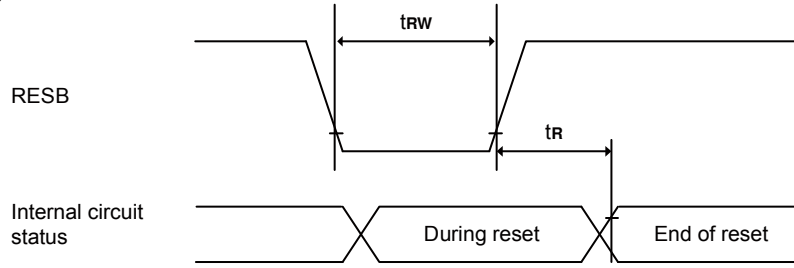 tRW
RESB
tR
Internal circuit
status
During reset
End of reset